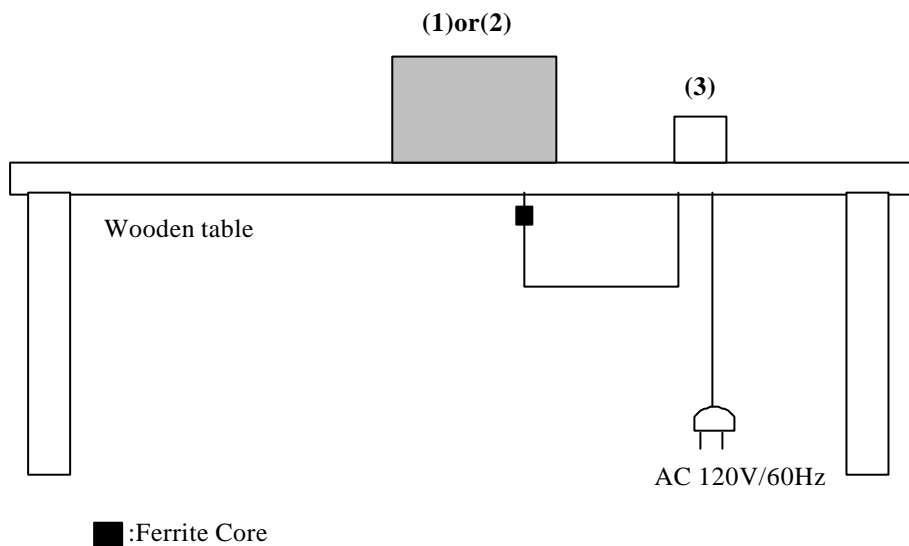 (1)or(2)
(3)
Wooden table
AC 120V/60Hz
:Ferrite Core